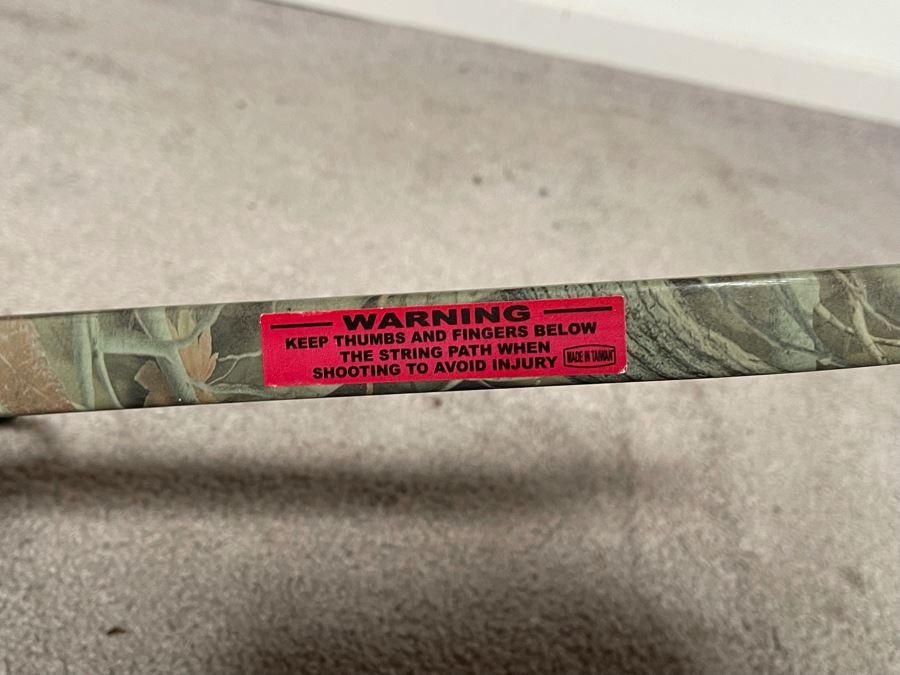 WARNING
KEEP THUMBS AND FINGERS BELOW
THE STRING PATH WHEN
SHOOTING TO AVOID INJURY
MADE IN TAIWAN